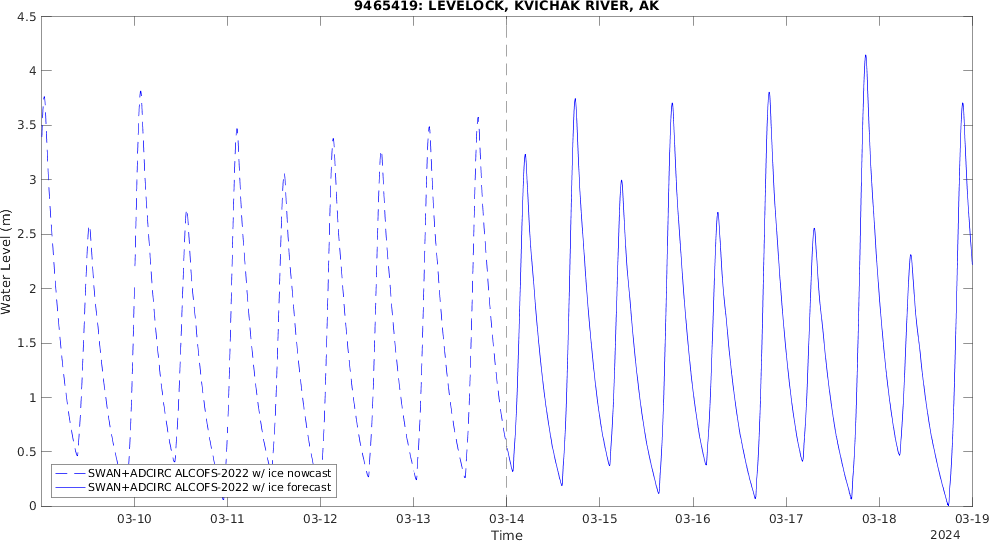 9465419: LEVELOCK, KVICHAK RIVER, AK
4.5
4
3.5
3
2.5
2
1.5
1
0.5
0
Water Level (m)
SWAN+ADCIRC ALCOFS-2022 w/ ice nowcast
SWAN+ADCIRC ALCOFS-2022 w/ ice forecast
03-10 03-11 03-12 03-13 03-14 03-15 03-16 03-17 03-18 03-19
Time
2024